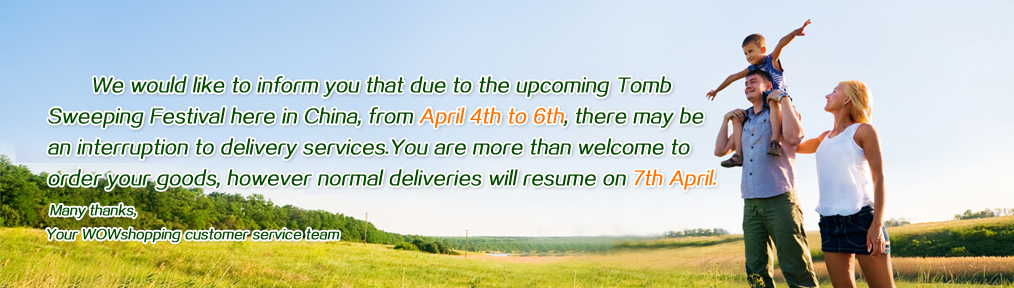 We would like to inform you that due to the upcoming Tomb
Sweeping Festival here in China, from April 4th to 6th, there may be
an interruption to delivery services.You are more than welcome to
order your goods, however normal deliveries will resume on 7th April.
Many thanks,
Your WOWshopping customer service team